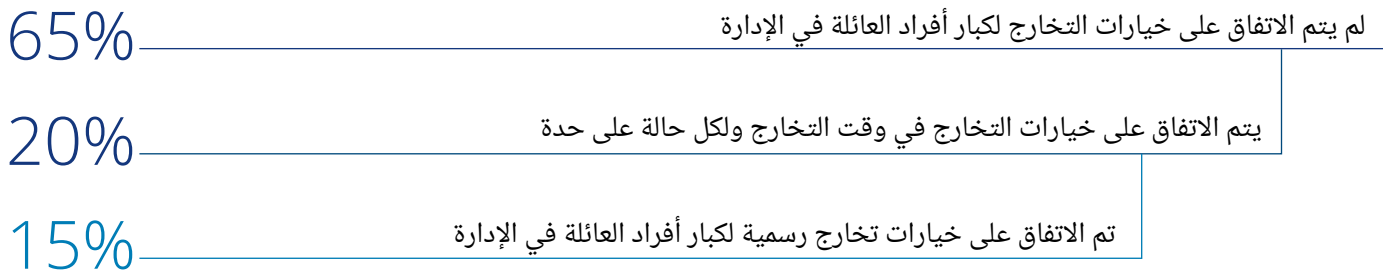 لم يتم الاتفاق على خيارات التخارج لكبار أفراد العائلة في الإدارة
65%
يتم الاتفاق على خيارات التخارج في وقت التخارج ولكل حالة على حدة
20%
تم الاتفاق على خيارات تخارج رسمية لكبار أفراد العائلة في الإدارة
15%